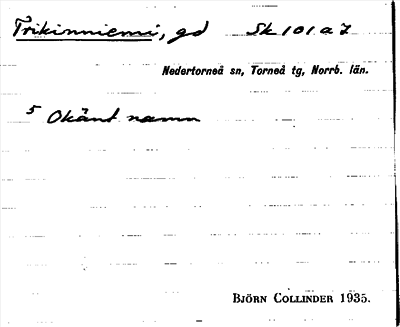 Trikinniemi, gd Sk 101 a 7
Nedertorneå sn, Torneå tg, Norrb. län.
5 Okänt namn
BJÖRN COLLINDER 1935.